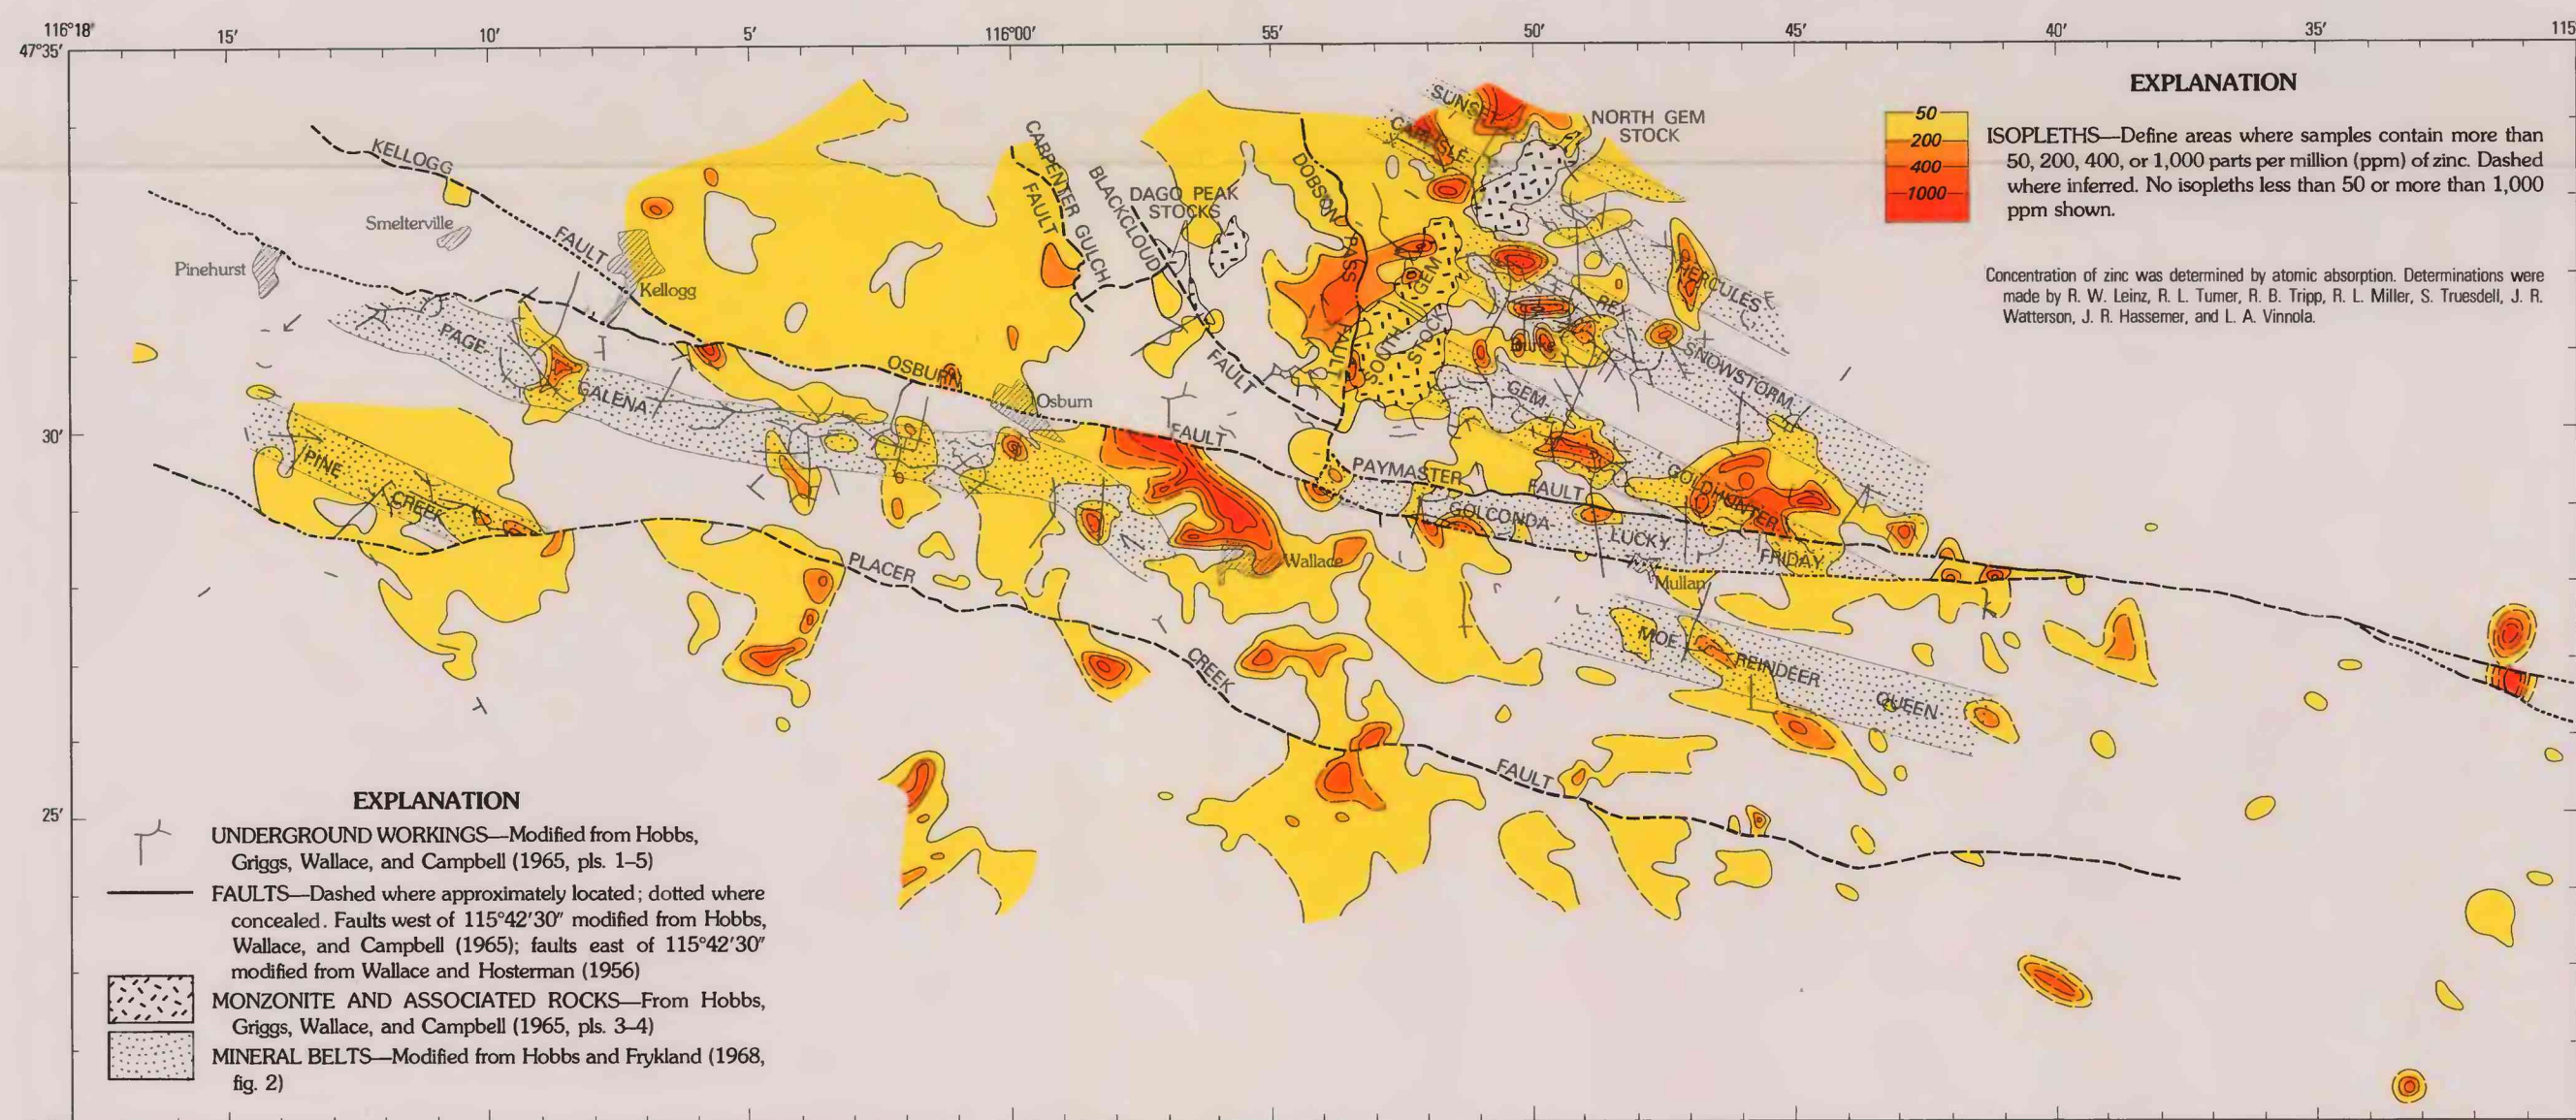 116°18'
15'
10'
5'
116°00'
55'
50'
45'
40'
35'
115
47°35'
30'
25'
EXPLANATION
50
200
400
1000
ISOPLETHS—Define areas where samples contain more than
50, 200, 400, or 1,000 parts per million (ppm) of zinc. Dashed
where inferred. No isopleths less than 50 or more than 1,000
ppm shown.
Concentration of zinc was determined by atomic absorption. Determinations were
made by R. W. Leinz, R. L. Turner, R. B. Tripp, R. L. Miller, S. Truesdell, J. R.
Watterson, J. R. Hassemer, and L. A. Vinnola.
SUNSET
CARLISLE
NORTH GEM
STOCK
KELLOGG
FAULT
Smelterville
Pinehurst
Kellogg
CARPENTER GULCH
FAULT
BLACKCLOUD
FAULT
DAGO PEAK
STOCKS
DOBSON PASS
FAULT
GEM
SOUTH
STOCK
HERCULES
REX
Burke
SNOWSTORM
GEM
PAGE
GALENA
OSBURN
FAULT
Osburn
PAYMASTER
FAULT
GOLDHUNTER
GOLCONDA
LUCKY
FRIDAY
Wallace
Mullan
PINE
CREEK
PLACER
CREEK
FAULT
MOE
REINDEER
QUEEN
EXPLANATION
UNDERGROUND WORKINGS—Modified from Hobbs,
Griggs, Wallace, and Campbell (1965, pls. 1–5)
FAULTS—Dashed where approximately located; dotted where
concealed. Faults west of 115°42'30" modified from Hobbs,
Wallace, and Campbell (1965); faults east of 115°42'30"
modified from Wallace and Hosterman (1956)
MONZONITE AND ASSOCIATED ROCKS—From Hobbs,
Griggs, Wallace, and Campbell (1965, pls. 3–4)
MINERAL BELTS—Modified from Hobbs and Frykland (1968,
fig. 2)